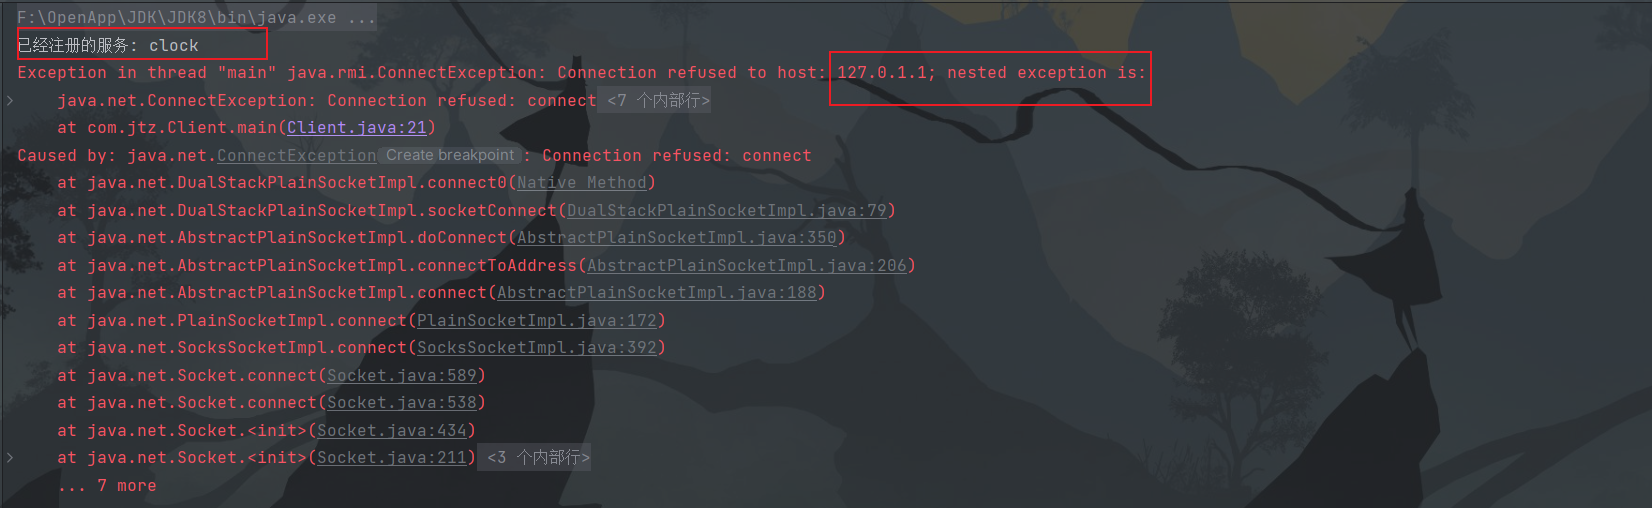 F:\OpenApp\JDK\JDK8\bin\java.exe ...
已经注册的服务: clock
Exception in thread "main" java.rmi.ConnectException: Connection refused to host: 127.0.1.1; nested exception is:
java.net.ConnectException: Connection refused: connect <7 个内部行>
at com.jtz.Client.main(Client.java:21)
Caused by: java.net.ConnectException Create breakpoint : Connection refused: connect
at java.net.DualStackPlainSocketImpl.connect0(Native Method)
at java.net.DualStackPlainSocketImpl.socketConnect(DualStackPlainSocketImpl.java:79)
at java.net.AbstractPlainSocketImpl.doConnect(AbstractPlainSocketImpl.java:350)
at java.net.AbstractPlainSocketImpl.connectToAddress(AbstractPlainSocketImpl.java:206)
at java.net.AbstractPlainSocketImpl.connect(AbstractPlainSocketImpl.java:188)
at java.net.PlainSocketImpl.connect(PlainSocketImpl.java:172)
at java.net.SocksSocketImpl.connect(SocksSocketImpl.java:392)
at java.net.Socket.connect(Socket.java:589)
at java.net.Socket.connect(Socket.java:538)
at java.net.Socket.<init>(Socket.java:434)
at java.net.Socket.<init>(Socket.java:211) <3 个内部行>
... 7 more